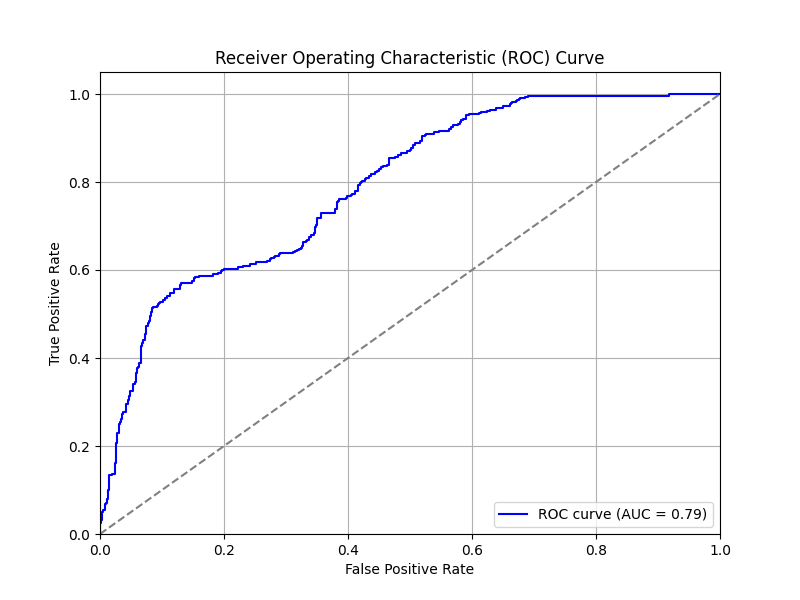 Receiver Operating Characteristic (ROC) Curve
True Positive Rate
1.0
0.8
0.6
0.4
0.2
0.0
ROC curve (AUC = 0.79)
0.0 0.2 0.4 0.6 0.8 1.0
False Positive Rate